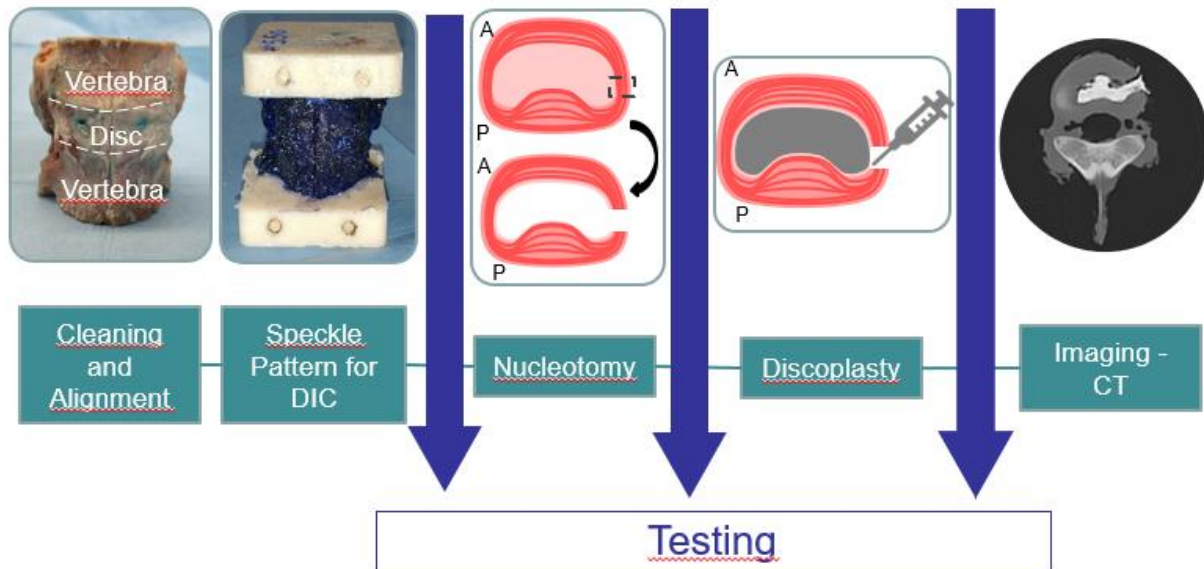 Vertebra
Disc
Vertebra
A
P
A
P
A
P
Cleaning
and
Alignment
Speckle
Pattern for
DIC
Nucleotomy
Discoplasty
Imaging -
CT
Testing